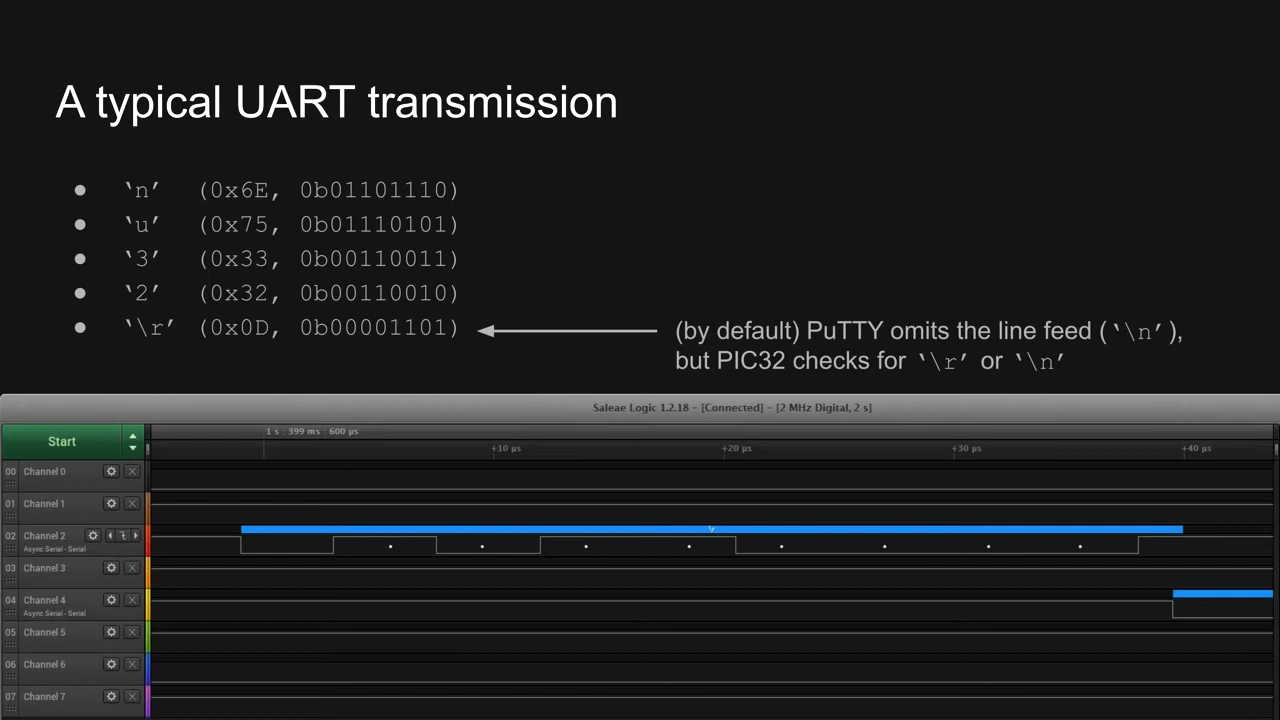 A typical UART transmission
● ‘n’ (0x6E, 0b01101110)
● ‘u’ (0x75, 0b01110101)
● ‘3’ (0x33, 0b00110011)
● ‘2’ (0x32, 0b00110010)
● ‘\r’ (0x0D, 0b00001101)
(by default) PuTTY omits the line feed (‘\n’),
but PIC32 checks for ‘\r’ or ‘\n’
Saleae Logic 1.2.18 - [Connected] - [2 MHz Digital, 2 s]
Start
1 s : 399 ms : 600 µs
+10 µs +20 µs +30 µs +40 µs
00 Channel 0
01 Channel 1
02 Channel 2
Async Serial - Serial
\r
03 Channel 3
04 Channel 4
Async Serial - Serial
05 Channel 5
06 Channel 6
07 Channel 7